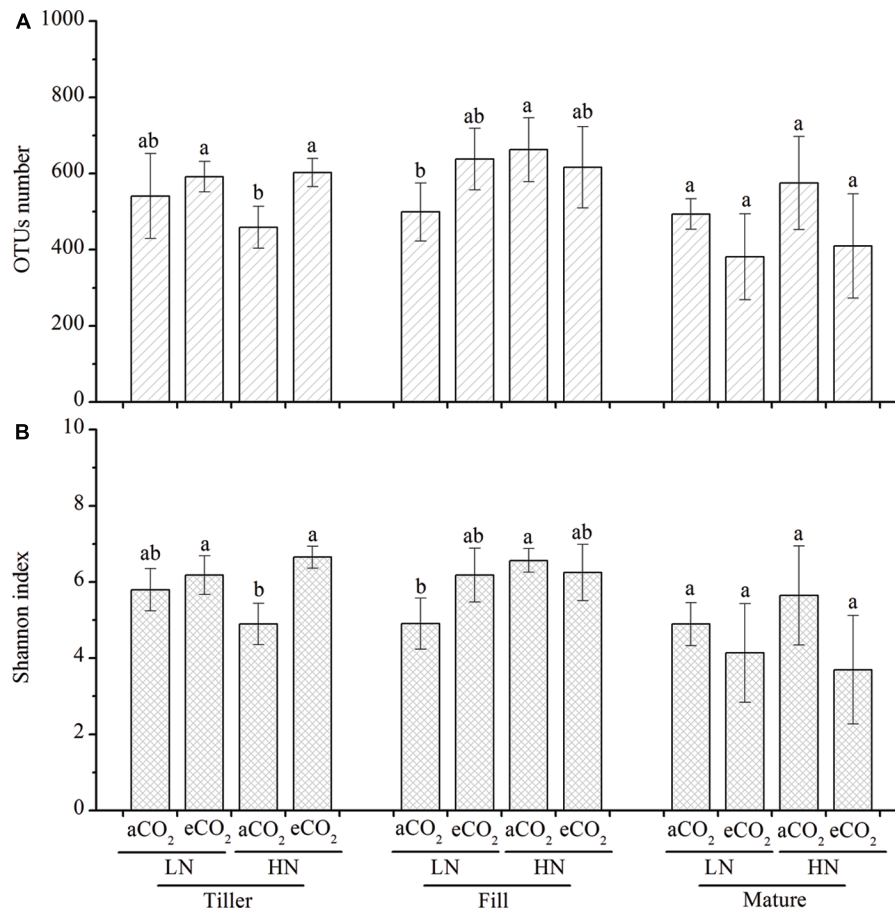 A
1000
800
600
400
200
0
OTUs number
ab
a
b
a
b
ab
a
ab
a
a
a
a
B
10
8
6
4
2
0
Shannon index
ab
a
b
a
b
ab
a
ab
a
a
a
a
aCO₂ eCO₂ aCO₂ eCO₂ aCO₂ eCO₂ aCO₂ eCO₂ aCO₂ eCO₂ aCO₂ eCO₂
LN HN LN HN LN HN
Tiller Fill Mature